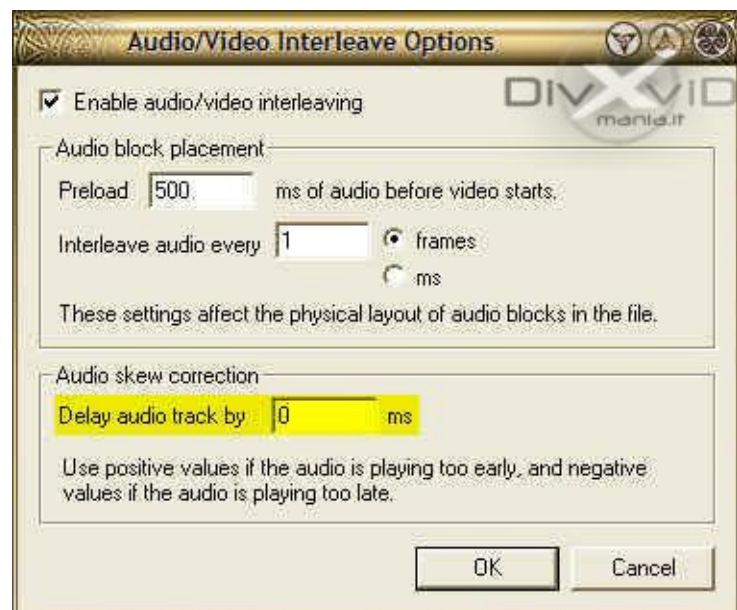 Audio/Video Interleave Options
DivXviD
mania.it
Enable audio/video interleaving
Audio block placement
Preload 500 ms of audio before video starts.
Interleave audio every 1 frames
ms
These settings affect the physical layout of audio blocks in the file.
Audio skew correction
Delay audio track by 0 ms
Use positive values if the audio is playing too early, and negative
values if the audio is playing too late.
OK Cancel